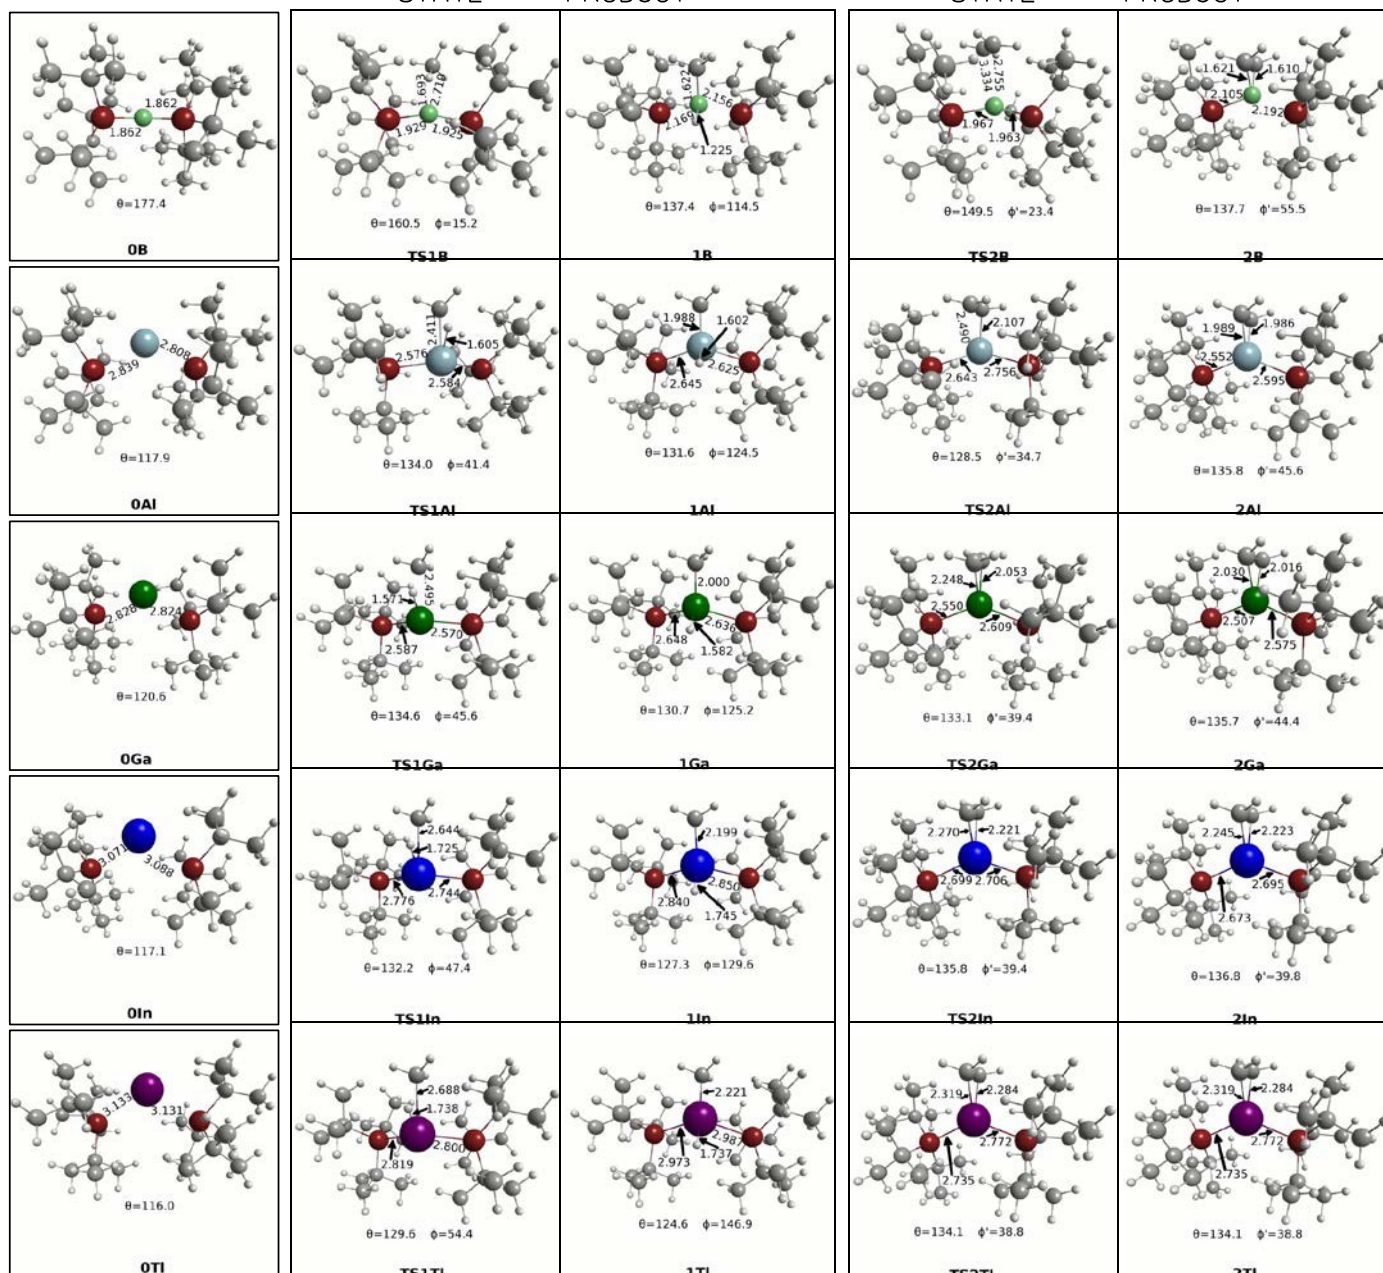 STATE PRODUCT STATE PRODUCT
1.862
1.862
θ=177.4
0B
1.693
2.710
1.929
1.925
θ=160.5 ϕ=15.2
TS1B
1.622
2.156
2.169
1.225
θ=137.4 ϕ=114.5
1B
3.334
2.755
1.967
1.963
θ=149.5 ϕ'=23.4
TS2B
1.621
1.610
2.105
2.192
θ=137.7 ϕ'=55.5
2B
2.808
2.839
θ=117.9
0Al
2.411
1.605
2.576
2.584
θ=134.0 ϕ=41.4
TS1Al
1.988
1.602
2.625
2.645
θ=131.6 ϕ=124.5
1Al
2.490
2.107
2.643
2.756
θ=128.5 ϕ'=34.7
TS2Al
1.989
1.986
2.552
2.595
θ=135.8 ϕ'=45.6
2Al
2.826
2.824
θ=120.6
0Ga
2.495
1.571
2.570
2.587
θ=134.6 ϕ=45.6
TS1Ga
2.000
2.636
2.648
1.582
θ=130.7 ϕ=125.2
1Ga
2.248
2.053
2.550
2.609
θ=133.1 ϕ'=39.4
TS2Ga
2.030
2.016
2.507
2.575
θ=135.7 ϕ'=44.4
2Ga
3.071
3.088
θ=117.1
0In
2.644
1.725
2.744
2.776
θ=132.2 ϕ=47.4
TS1In
2.199
2.850
2.840
1.745
θ=127.3 ϕ=129.6
1In
2.270
2.221
2.699
2.706
θ=135.8 ϕ'=39.4
TS2In
2.245
2.223
2.695
2.673
θ=136.8 ϕ'=39.8
2In
3.133
3.131
θ=116.0
0Tl
2.688
1.738
2.800
2.819
θ=129.6 ϕ=54.4
TS1Tl
2.221
2.987
2.973
1.737
θ=124.6 ϕ=146.9
1Tl
2.319
2.284
2.772
2.735
θ=134.1 ϕ'=38.8
TS2Tl
2.319
2.284
2.772
2.735
θ=134.1 ϕ'=38.8
2Tl